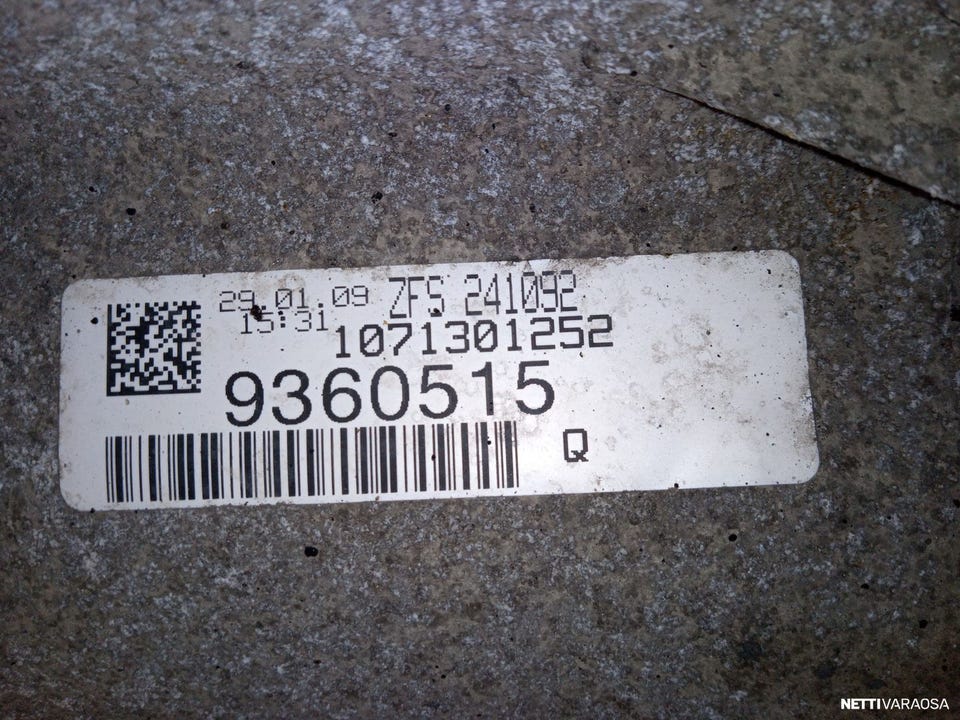 29.01.09 ZFS 241092
15:31 1071301252
9360515
Q
NETTIVARAOSA